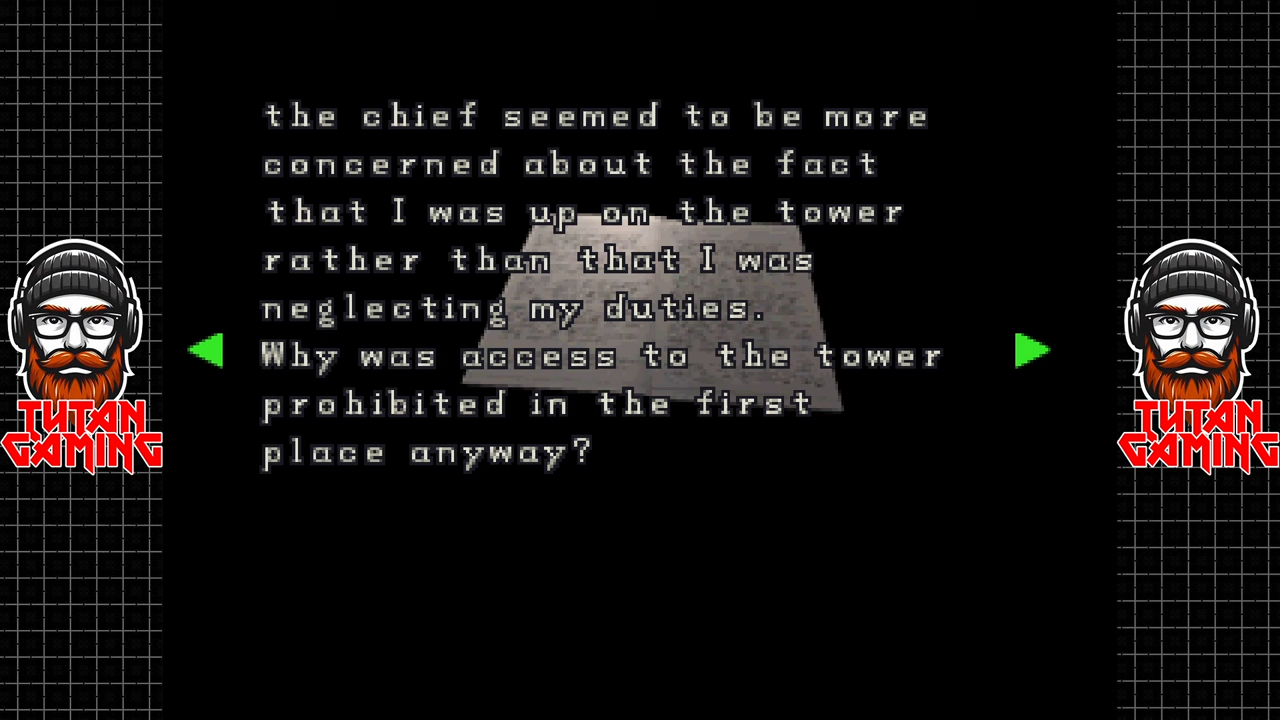 the chief seemed to be more
concerned about the fact
that I was up on the tower
rather than that I was
neglecting my duties.
Why was access to the tower
prohibited in the first
place anyway?
TUTAN
GAMING
TUTAN
GAMING